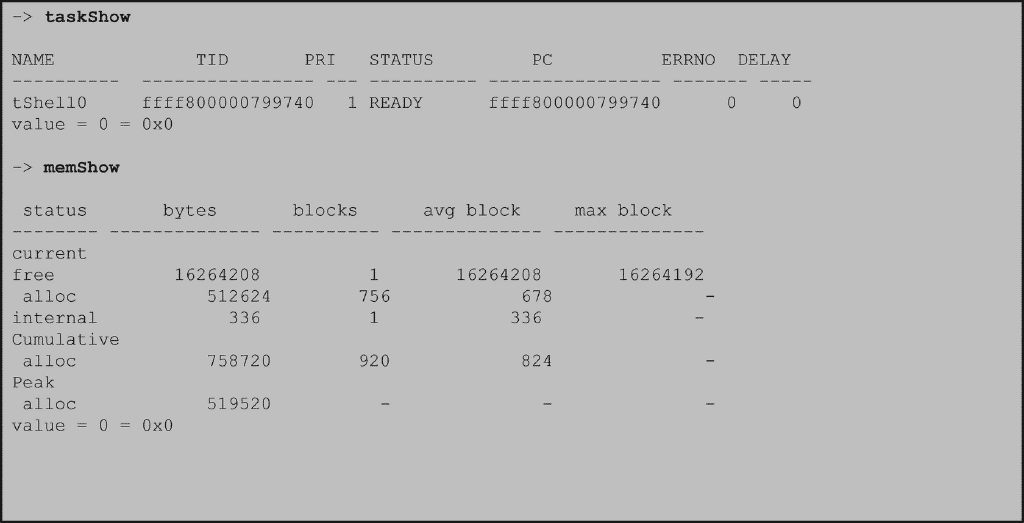 -> taskShow
NAME TID PRI STATUS PC ERRNO DELAY
---------- ---------------- --- ---------- ---------------- ------- -----
tShell0 ffff800000799740 1 READY ffff800000799740 0 0
value = 0 = 0x0
-> memShow
status bytes blocks avg block max block
-------- -------------- ---------- -------------- --------------
current
free 16264208 1 16264208 16264192
alloc 512624 756 678 -
internal 336 1 336 -
Cumulative
alloc 758720 920 824 -
Peak
alloc 519520 - - -
value = 0 = 0x0